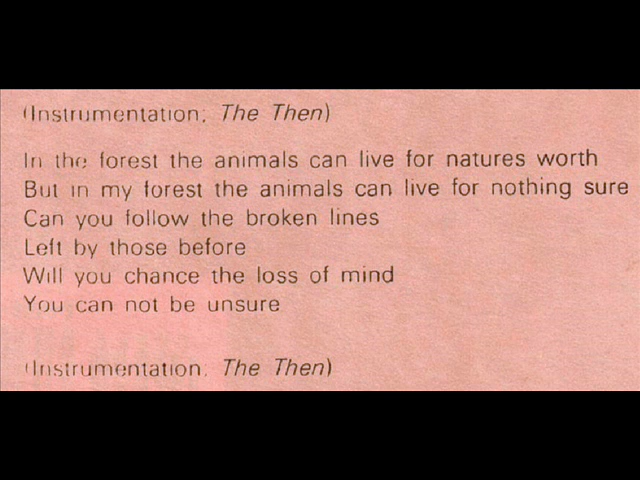 (Instrumentation: The Then)
In the forest the animals can live for natures worth
But in my forest the animals can live for nothing sure
Can you follow the broken lines
Left by those before
Will you chance the loss of mind
You can not be unsure
(Instrumentation: The Then)